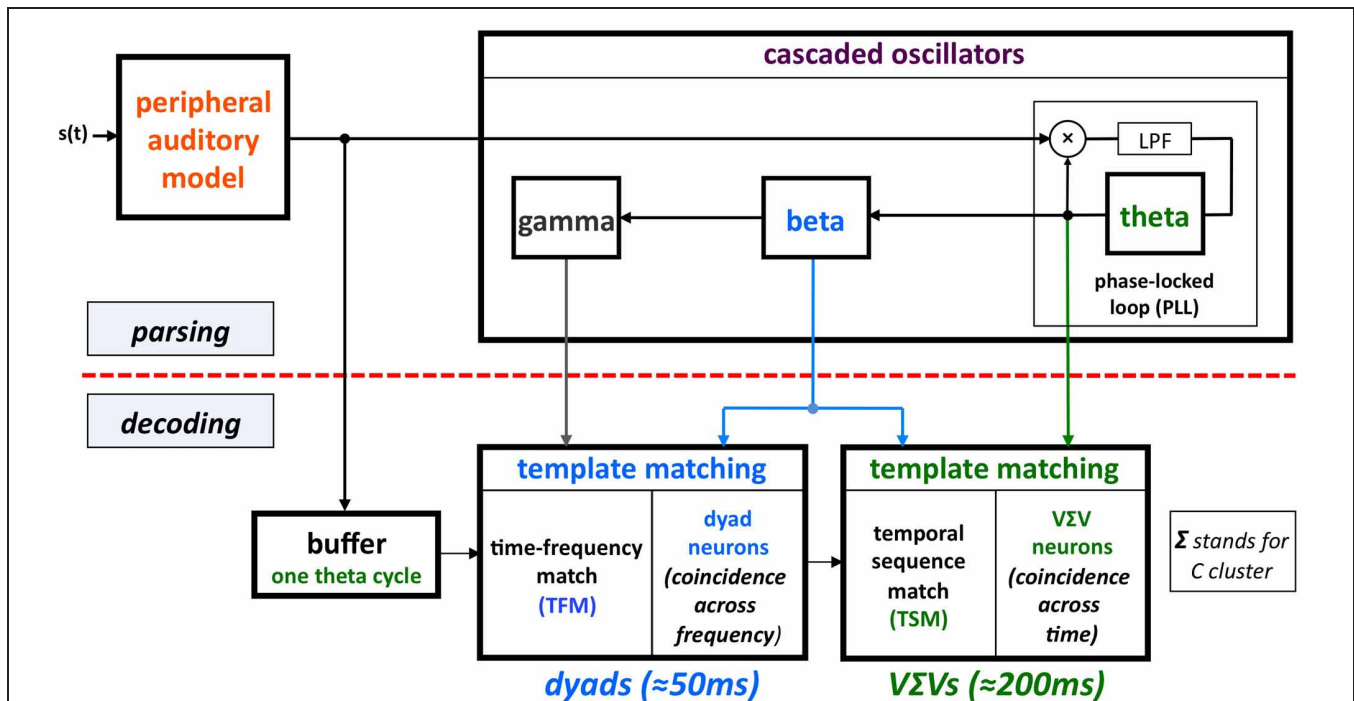 cascaded oscillators
peripheral
auditory
model
s(t)
×
LPF
gamma
beta
theta
phase-locked
loop (PLL)
parsing
decoding
template matching
template matching
buffer
one theta cycle
time-frequency
match
(TFM)
dyad
neurons
(coincidence
across
frequency)
temporal
sequence
match
(TSM)
VΣV
neurons
(coincidence
across
time)
Σ stands for
C cluster
dyads (≈50ms)
VΣVs (≈200ms)